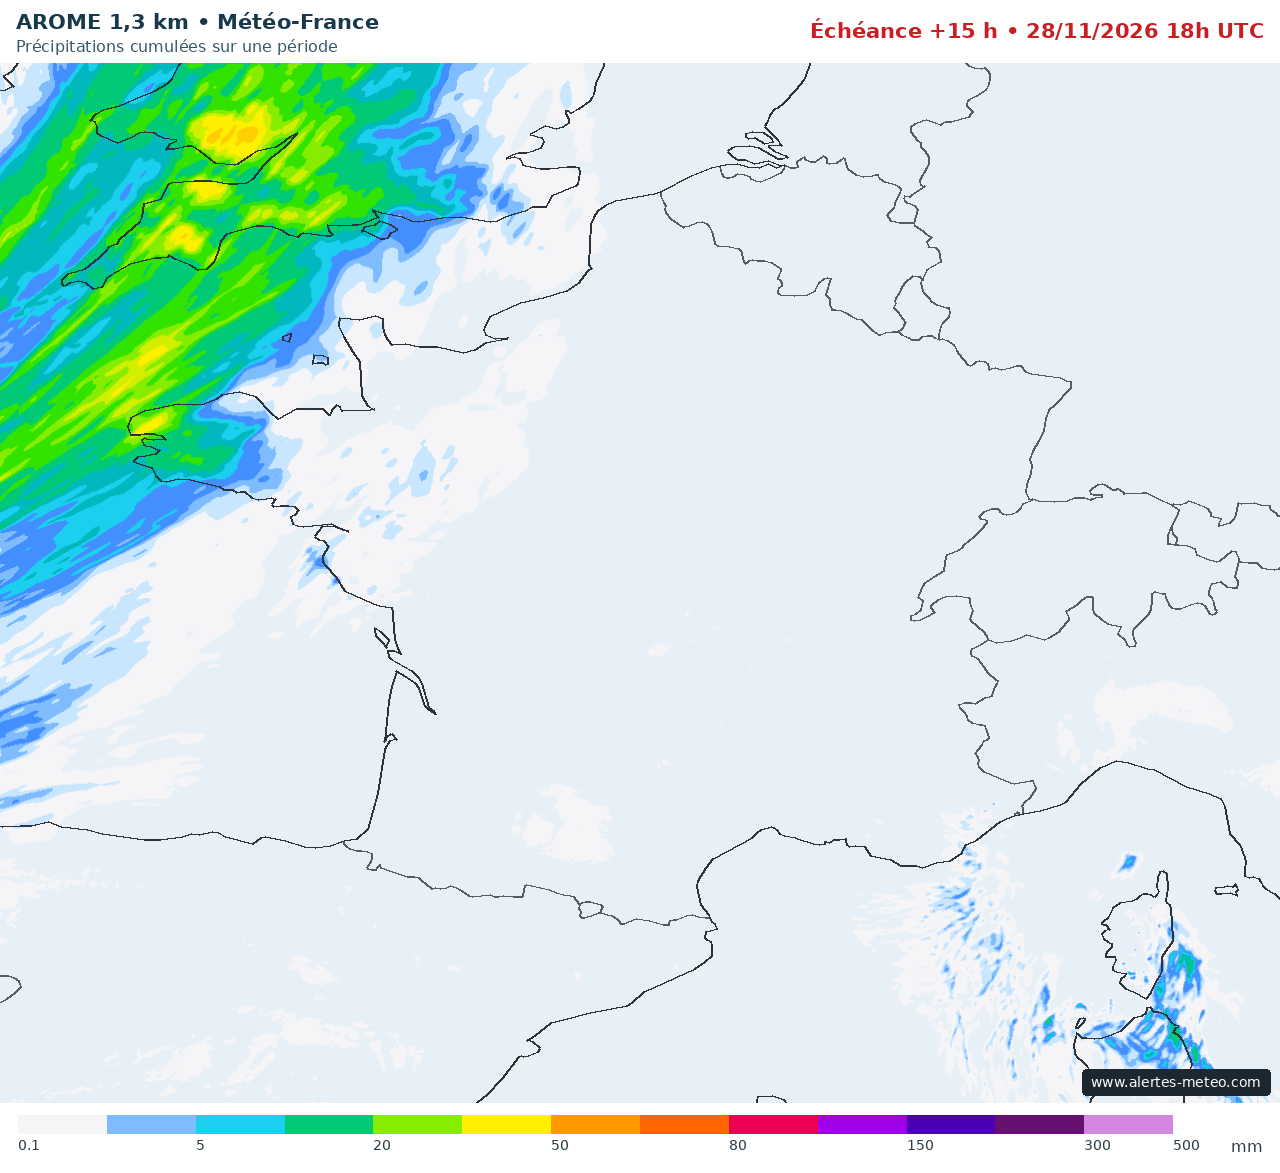 AROME 1,3 km • Météo-France
Précipitations cumulées sur une période
Échéance +15 h • 28/11/2026 18h UTC
www.alertes-meteo.com
0.1 5 20 50 80 150 300 500 mm